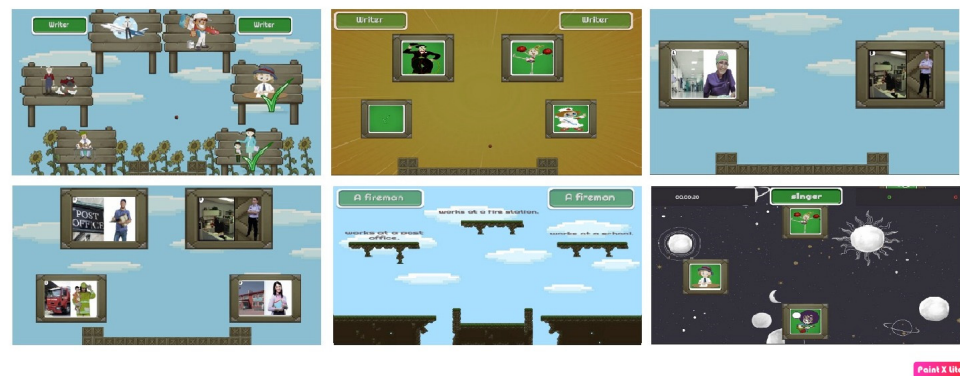 Writer
Writer
Writer
Writer
POST
OFFICE
A fireman
A fireman
works at a fire station.
works at a post
office.
works at a school.
00:00:20
singer
Paint X Lite